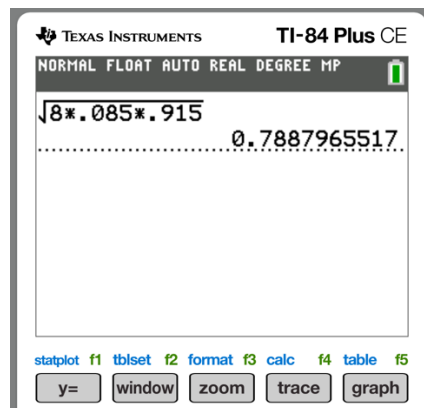 TEXAS INSTRUMENTS TI-84 Plus CE
NORMAL FLOAT AUTO REAL DEGREE MP
√8*.085*.915
0.7887965517
statplot f1 tblset f2 format f3 calc f4 table f5
y= window zoom trace graph